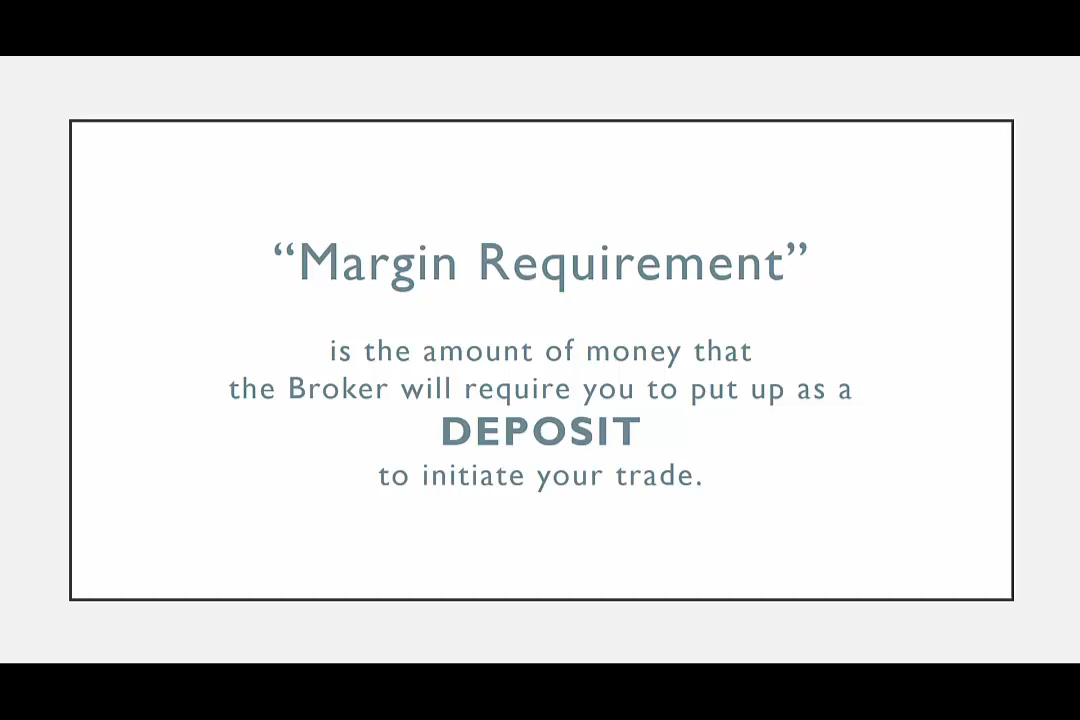 “Margin Requirement”
is the amount of money that
the Broker will require you to put up as a
DEPOSIT
to initiate your trade.